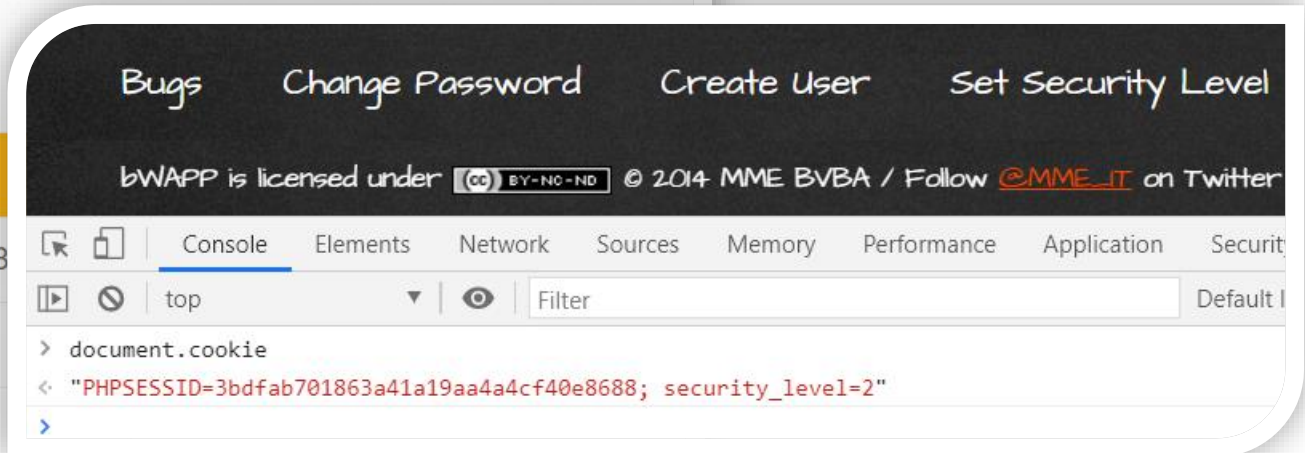 Bugs Change Password Create User Set Security Level
bWAPP is licensed under (cc) BY-NC-ND © 2014 MME BVBA / Follow @MME_IT on Twitter
Console Elements Network Sources Memory Performance Application
top Filter Default
> document.cookie
<· "PHPSESSID=3bdfab701863a41a19aa4a4cf40e8688; security_level=2"
>